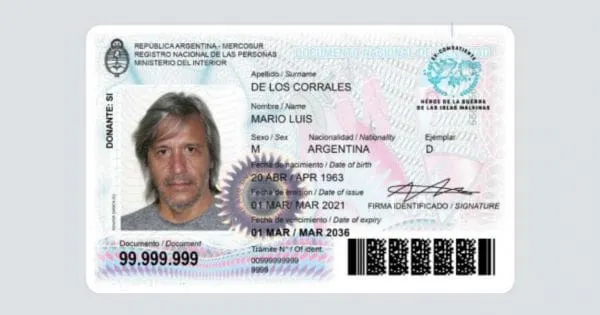 REPÚBLICA ARGENTINA - MERCOSUR
REGISTRO NACIONAL DE LAS PERSONAS
MINISTERIO DEL INTERIOR
DOCUMENTO NACIONAL DE
EX-COMBATIENTE
HÉROE DE LA GUERRA
DE LAS ISLAS MALVINAS
DONANTE: SI
Apellido / Surname
DE LOS CORRALES
Nombre / Name
MARIO LUIS
Sexo / Sex Nacionalidad / Nationality Ejemplar
M ARGENTINA D
Fecha de nacimiento / Date of birth
20 ABR / APR 1963
Fecha de emisión / Date of issue
01 MAR/ MAR 2021
FIRMA IDENTIFICADO / SIGNATURE
Fecha de vencimiento / Date of expiry
01 MAR / MAR 2036
Documento / Document
99.999.999
Trámite N° / Of ident.
00999999999
9999